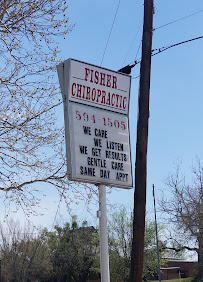 FISHER
CHIROPRACTIC
594-1505
WE CARE
WE LISTEN
WE GET RESULTS
GENTLE CARE
SAME DAY APPT